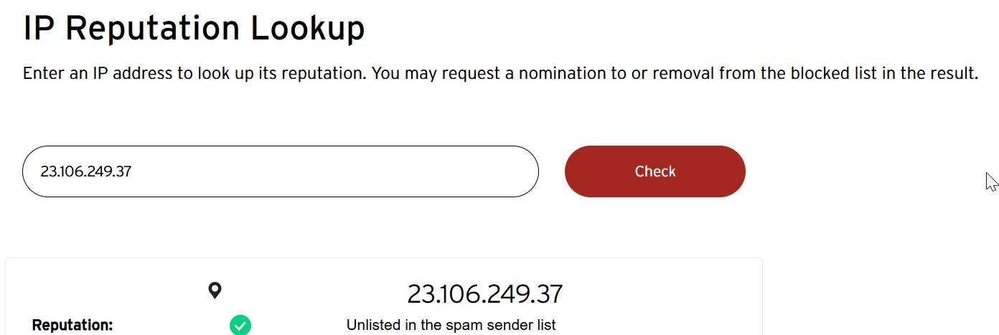 IP Reputation Lookup
Enter an IP address to look up its reputation. You may request a nomination to or removal from the blocked list in the result.
23.106.249.37
Check
23.106.249.37
Reputation:
Unlisted in the spam sender list